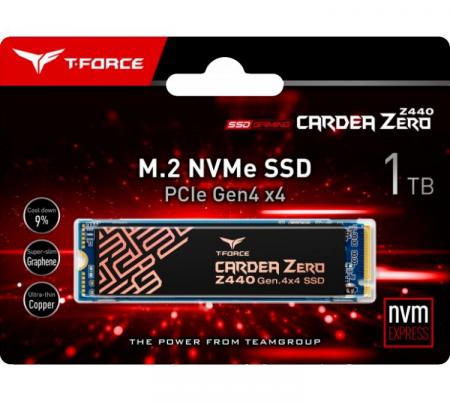 T-FORCE
SSD GAMING
CARDEA ZERO
Z440
M.2 NVMe SSD
PCIe Gen4 x4
1TB
Cool down
9%
Super-slim
Graphene
Ultra-thin
Copper
T-FORCE
CARDEA ZERO
Z440 Gen.4x4 SSD
nvm
EXPRESS
THE POWER FROM TEAMGROUP